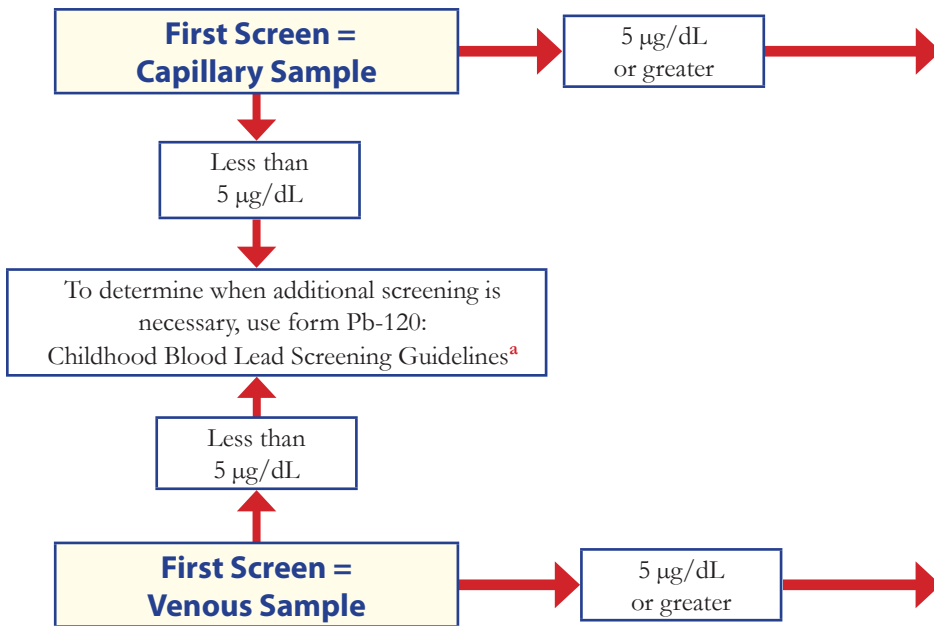 First Screen =
Capillary Sample
5 µg/dL
or greater
Less than
5 µg/dL
To determine when additional screening is
necessary, use form Pb-120:
Childhood Blood Lead Screening Guidelinesᵃ
Less than
5 µg/dL
First Screen =
Venous Sample
5 µg/dL
or greater